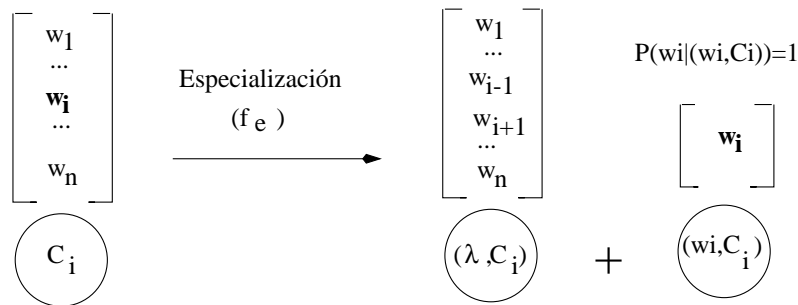 w1
...
wi
...
wn
Ci
Especialización
(fe)
w1
...
wi-1
wi+1
...
wn
(λ,Ci)
+
P(wi|(wi,Ci))=1
wi
(wi,Ci)